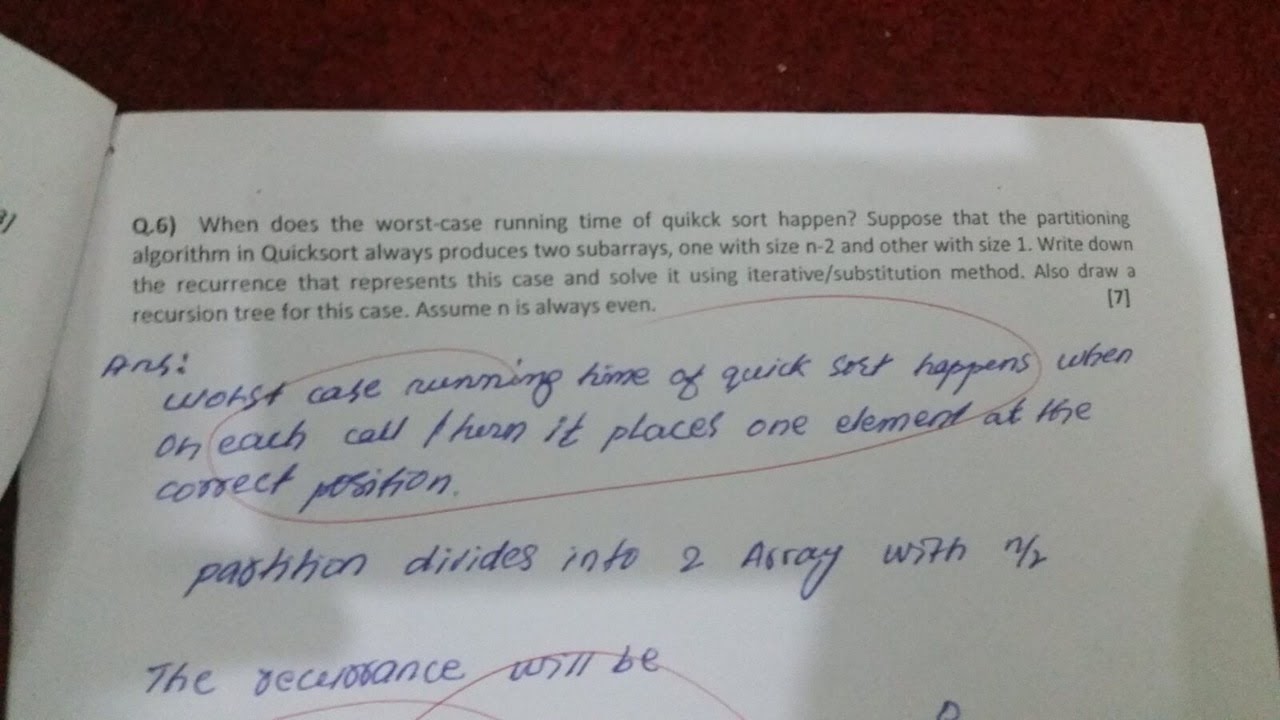 Q.6) When does the worst-case running time of quikck sort happen? Suppose that the partitioning
algorithm in Quicksort always produces two subarrays, one with size n-2 and other with size 1. Write down
the recurrence that represents this case and solve it using iterative/substitution method. Also draw a
recursion tree for this case. Assume n is always even. [7]
Ans:
worst case running time of quick sort happens when
on each call / turn it places one element at the
correct position.
partition divides into 2 Array with n/2
The recurrance will be